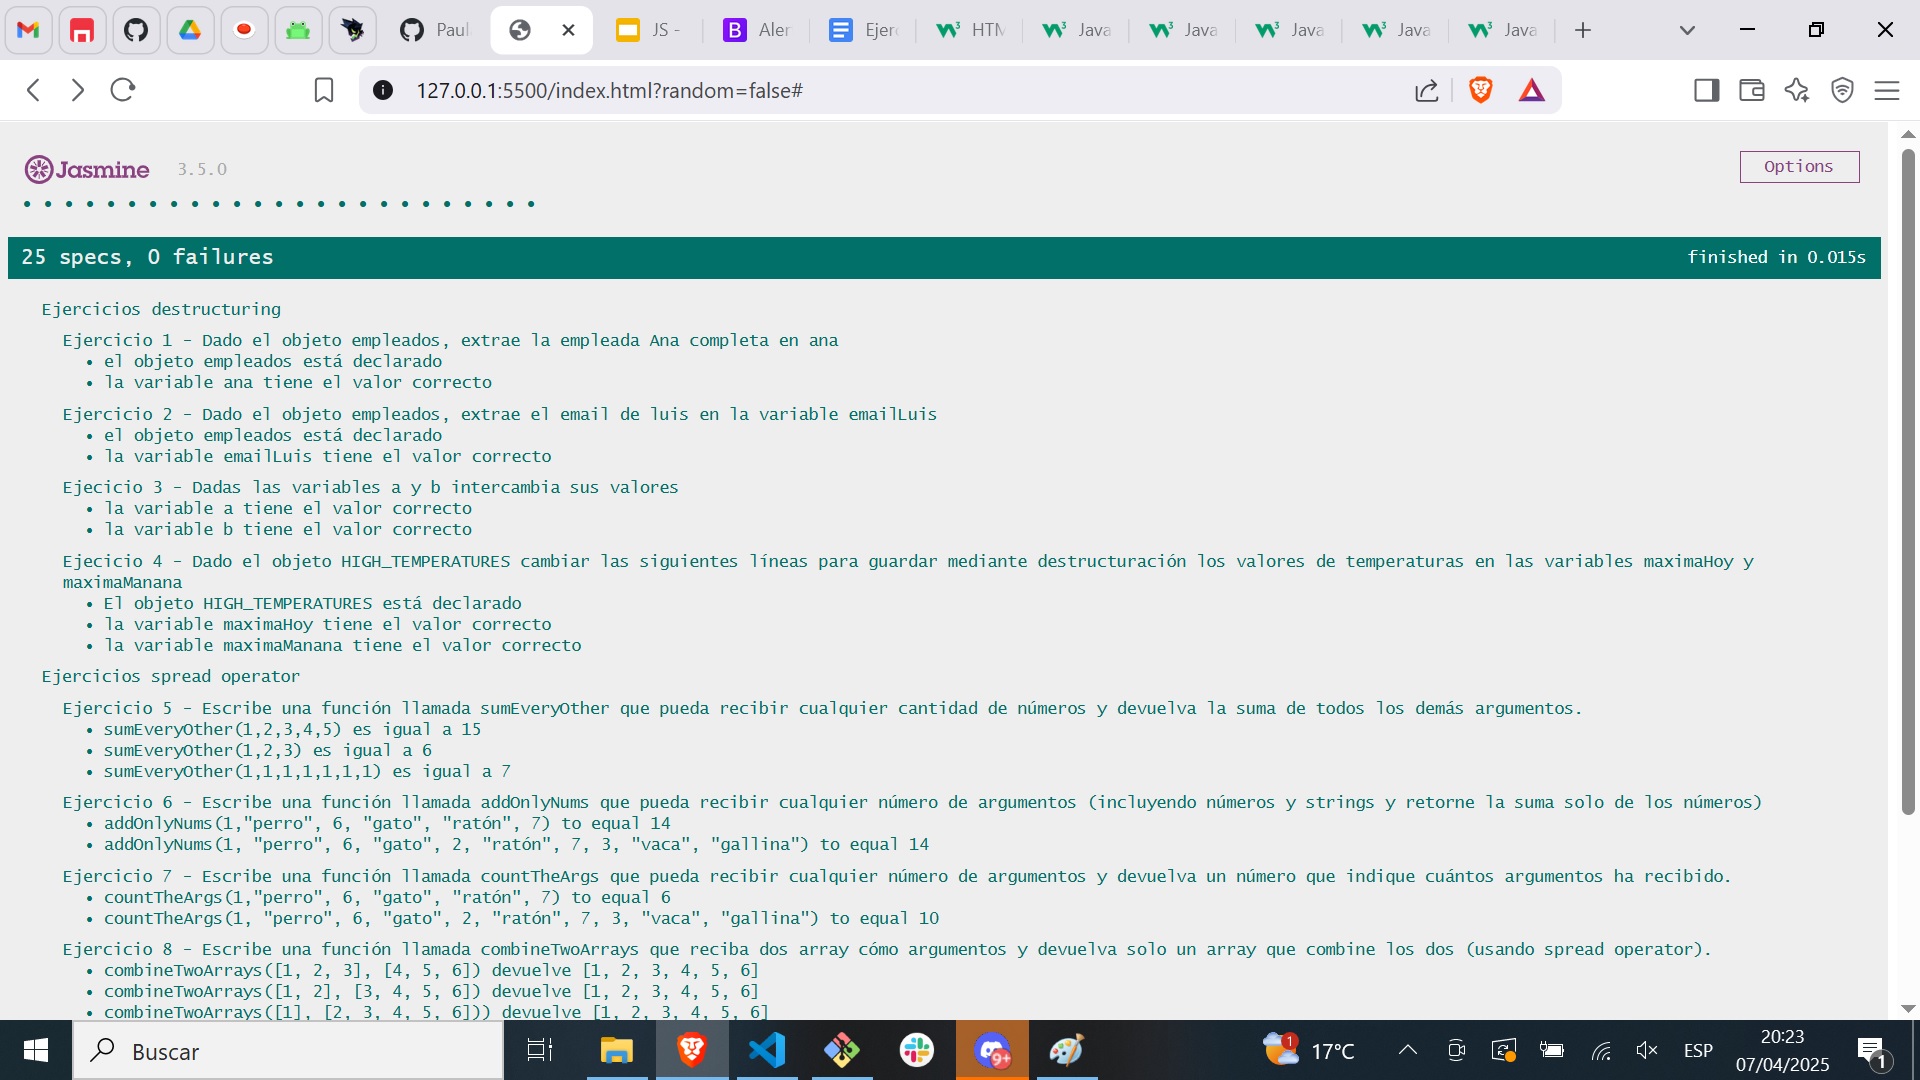 Paul
JS -
Aler
Ejerc
HTM
Java
Java
Java
Java
Java
127.0.0.1:5500/index.html?random=false#
Jasmine 3.5.0
Options
25 specs, 0 failures
finished in 0.015s
Ejercicios destructuring
Ejercicio 1 - Dado el objeto empleados, extrae la empleada Ana completa en ana
• el objeto empleados está declarado
• la variable ana tiene el valor correcto
Ejercicio 2 - Dado el objeto empleados, extrae el email de luis en la variable emailLuis
• el objeto empleados está declarado
• la variable emailLuis tiene el valor correcto
Ejecicio 3 - Dadas las variables a y b intercambia sus valores
• la variable a tiene el valor correcto
• la variable b tiene el valor correcto
Ejecicio 4 - Dado el objeto HIGH_TEMPERATURES cambiar las siguientes líneas para guardar mediante destructuración los valores de temperaturas en las variables maximaHoy y
maximaManana
• El objeto HIGH_TEMPERATURES está declarado
• la variable maximaHoy tiene el valor correcto
• la variable maximaManana tiene el valor correcto
Ejercicios spread operator
Ejercicio 5 - Escribe una función llamada sumEveryOther que pueda recibir cualquier cantidad de números y devuelva la suma de todos los demás argumentos.
• sumEveryOther(1,2,3,4,5) es igual a 15
• sumEveryOther(1,2,3) es igual a 6
• sumEveryOther(1,1,1,1,1,1,1) es igual a 7
Ejercicio 6 - Escribe una función llamada addOnlyNums que pueda recibir cualquier número de argumentos (incluyendo números y strings y retorne la suma solo de los números)
• addOnlyNums(1,"perro", 6, "gato", "ratón", 7) to equal 14
• addOnlyNums(1, "perro", 6, "gato", 2, "ratón", 7, 3, "vaca", "gallina") to equal 14
Ejercicio 7 - Escribe una función llamada countTheArgs que pueda recibir cualquier número de argumentos y devuelva un número que indique cuántos argumentos ha recibido.
• countTheArgs(1,"perro", 6, "gato", "ratón", 7) to equal 6
• countTheArgs(1, "perro", 6, "gato", 2, "ratón", 7, 3, "vaca", "gallina") to equal 10
Ejercicio 8 - Escribe una función llamada combineTwoArrays que reciba dos array cómo argumentos y devuelva solo un array que combine los dos (usando spread operator).
• combineTwoArrays([1, 2, 3], [4, 5, 6]) devuelve [1, 2, 3, 4, 5, 6]
• combineTwoArrays([1, 2], [3, 4, 5, 6]) devuelve [1, 2, 3, 4, 5, 6]
• combineTwoArrays([1], [2, 3, 4, 5, 6])) devuelve [1, 2, 3, 4, 5, 6]
Buscar
9+
1
17°C
ESP
20:23
07/04/2025
1